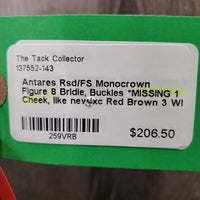 The Tack Collector
137552-143
Antares Rsd/FS Monocrown
Figure 8 Bridle, Buckles *MISSING 1
Cheek, like new xc Red Brown 3 WI
259VRB
$206.50